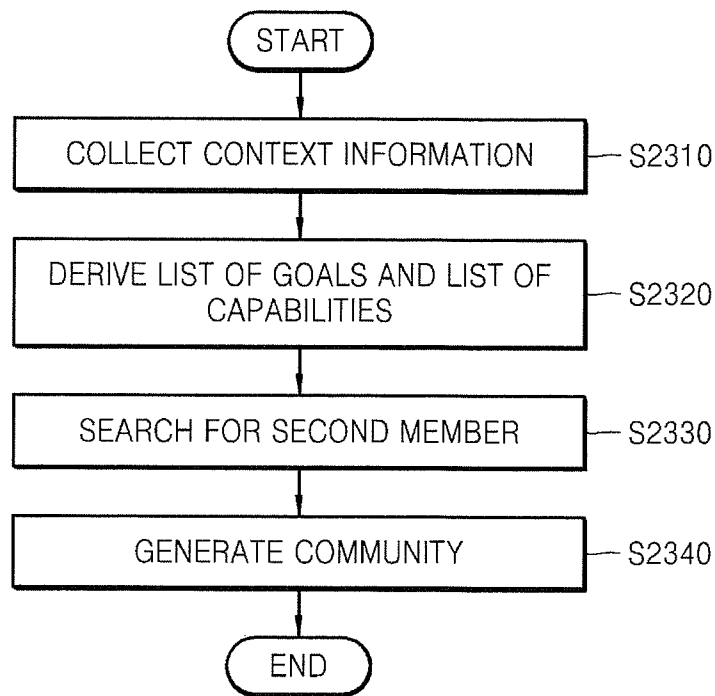 START
COLLECT CONTEXT INFORMATION
S2310
DERIVE LIST OF GOALS AND LIST OF
CAPABILITIES
S2320
SEARCH FOR SECOND MEMBER
S2330
GENERATE COMMUNITY
S2340
END